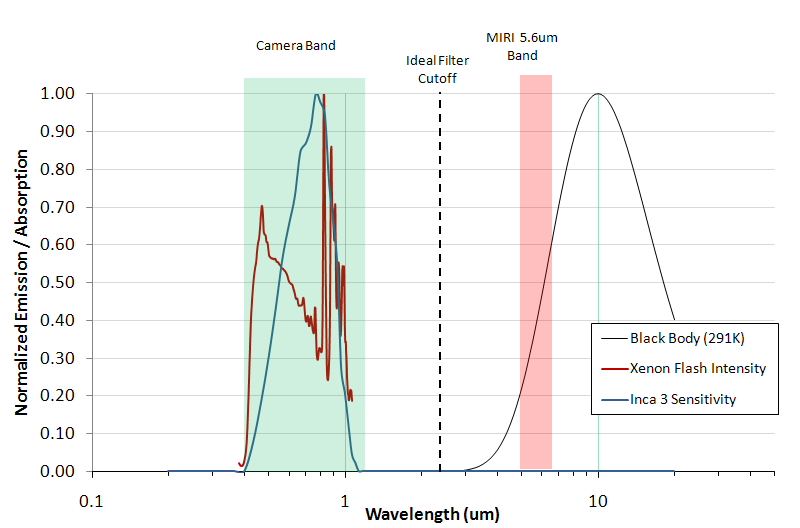 Camera Band
Ideal Filter
Cutoff
MIRI 5.6um
Band
Normalized Emission / Absorption
1.00
0.90
0.80
0.70
0.60
0.50
0.40
0.30
0.20
0.10
0.00
Black Body (291K)
Xenon Flash Intensity
Inca 3 Sensitivity
0.1
1
10
Wavelength (um)